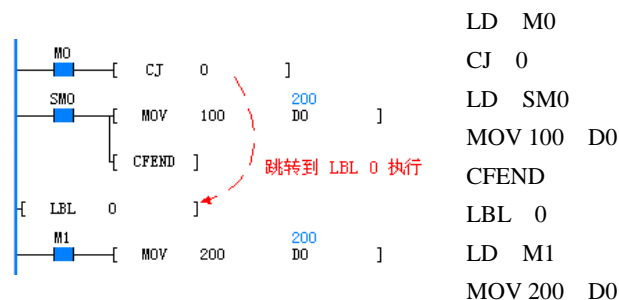 M0
[ CJ 0 ]
SM0
200
[ MOV 100 D0 ]
[ CFEND ]
跳转到 LBL 0 执行
[ LBL 0 ]
M1
200
[ MOV 200 D0 ]
LD M0
CJ 0
LD SM0
MOV 100 D0
CFEND
LBL 0
LD M1
MOV 200 D0